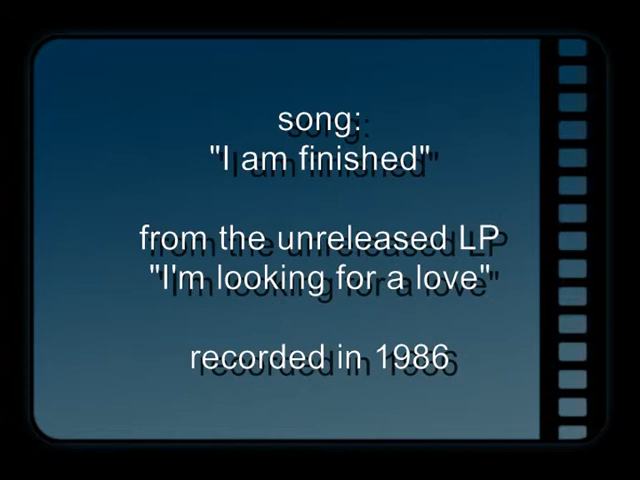 song:
"I am finished"
from the unreleased LP
"I'm looking for a love"
recorded in 1986